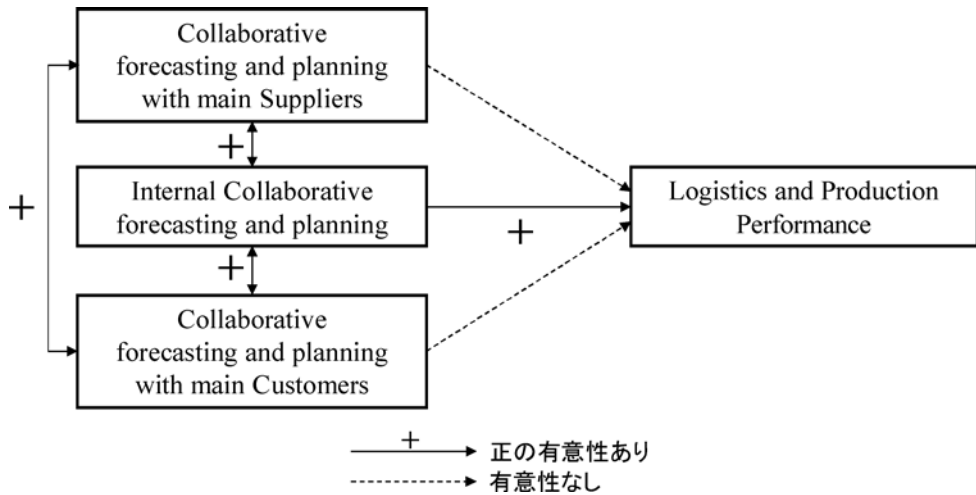 Collaborative
forecasting and planning
with main Suppliers
+
+
Internal Collaborative
forecasting and planning
+
Logistics and Production
Performance
+
Collaborative
forecasting and planning
with main Customers
+
正の有意性あり
有意性なし